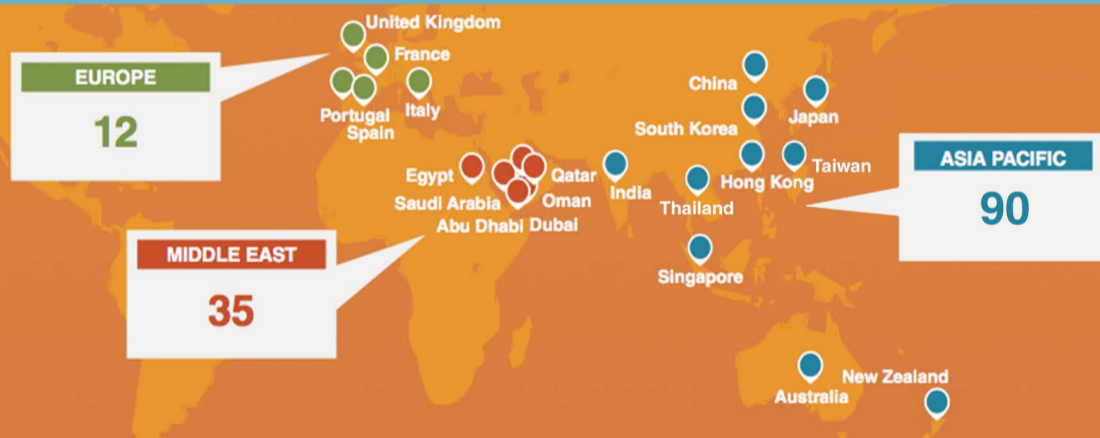 United Kingdom
France
EUROPE
12
Portugal
Spain
Italy
China
Japan
South Korea
Hong Kong
Taiwan
ASIA PACIFIC
90
Egypt
Qatar
India
Saudi Arabia
Oman
Thailand
Abu Dhabi
Dubai
MIDDLE EAST
35
Singapore
Australia
New Zealand